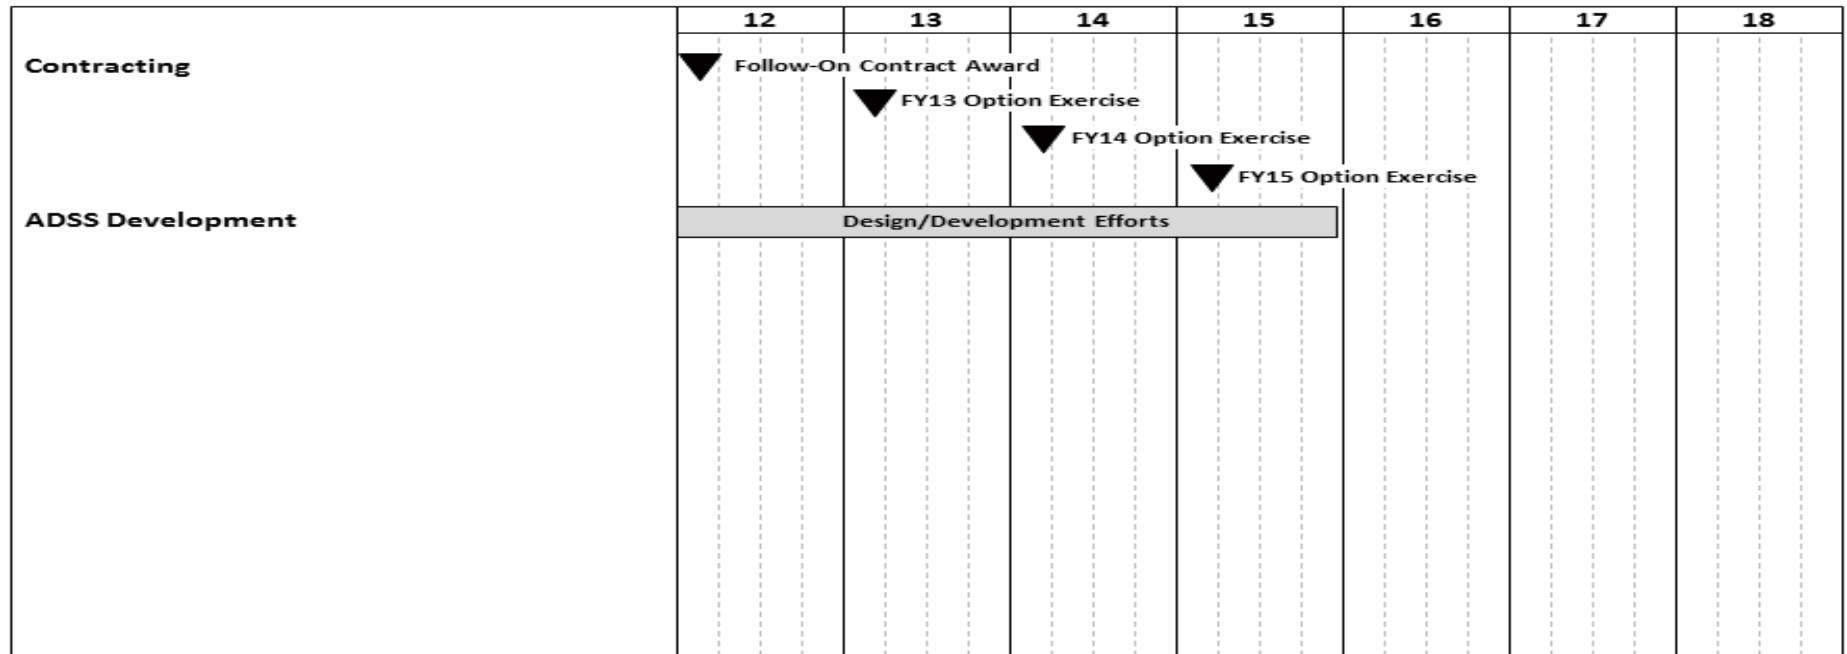 12 13 14 15 16 17 18
Contracting Follow-On Contract Award
FY13 Option Exercise
FY14 Option Exercise
FY15 Option Exercise
ADSS Development Design/Development Efforts